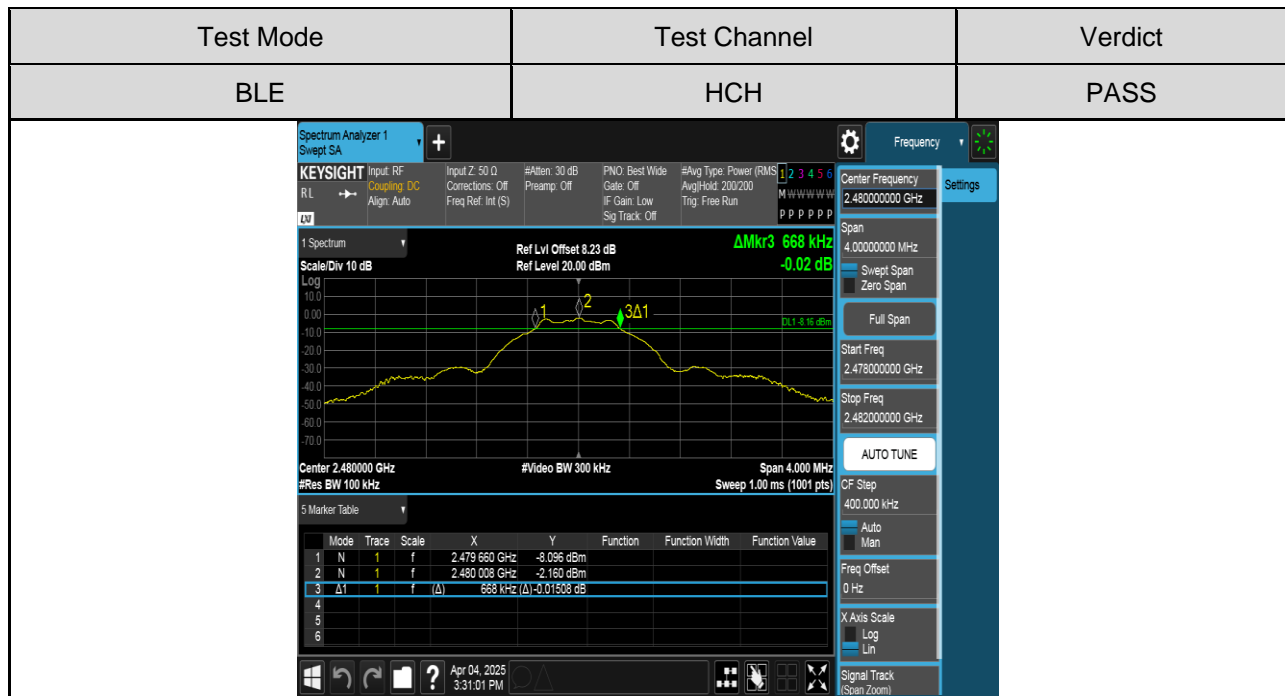 Test Mode Test Channel Verdict
BLE HCH PASS
Spectrum Analyzer 1
Swept SA
+
Frequency
KEYSIGHT Input: RF Input Z: 50 Ω #Atten: 30 dB PNO: Best Wide #Avg Type: Power (RMS 1 2 3 4 5 6
RL Coupling: DC Corrections: Off Preamp: Off Gate: Off Avg|Hold: 200/200 M W W W W W
Align: Auto Freq Ref: Int (S) IF Gain: Low Trig: Free Run
LXI Sig Track: Off P P P P P P
1 Spectrum
Ref Lvl Offset 8.23 dB ΔMkr3 668 kHz
Scale/Div 10 dB Ref Level 20.00 dBm -0.02 dB
Log
10.0
0.00
-10.0
-20.0
-30.0
-40.0
-50.0
-60.0
-70.0
1 2 3Δ1
DL1 -8.16 dBm
Center 2.480000 GHz #Video BW 300 kHz Span 4.000 MHz
#Res BW 100 kHz Sweep 1.00 ms (1001 pts)
5 Marker Table
Mode Trace Scale X Y Function Function Width Function Value
1 N 1 f 2.479 660 GHz -8.096 dBm
2 N 1 f 2.480 008 GHz -2.160 dBm
3 Δ1 1 f (Δ) 668 kHz (Δ) -0.01508 dB
4
5
6
?
Apr 04, 2025
3:31:01 PM
Center Frequency
2.480000000 GHz
Settings
Span
4.00000000 MHz
Swept Span
Zero Span
Full Span
Start Freq
2.478000000 GHz
Stop Freq
2.482000000 GHz
AUTO TUNE
CF Step
400.000 kHz
Auto
Man
Freq Offset
0 Hz
X Axis Scale
Log
Lin
Signal Track
(Span Zoom)